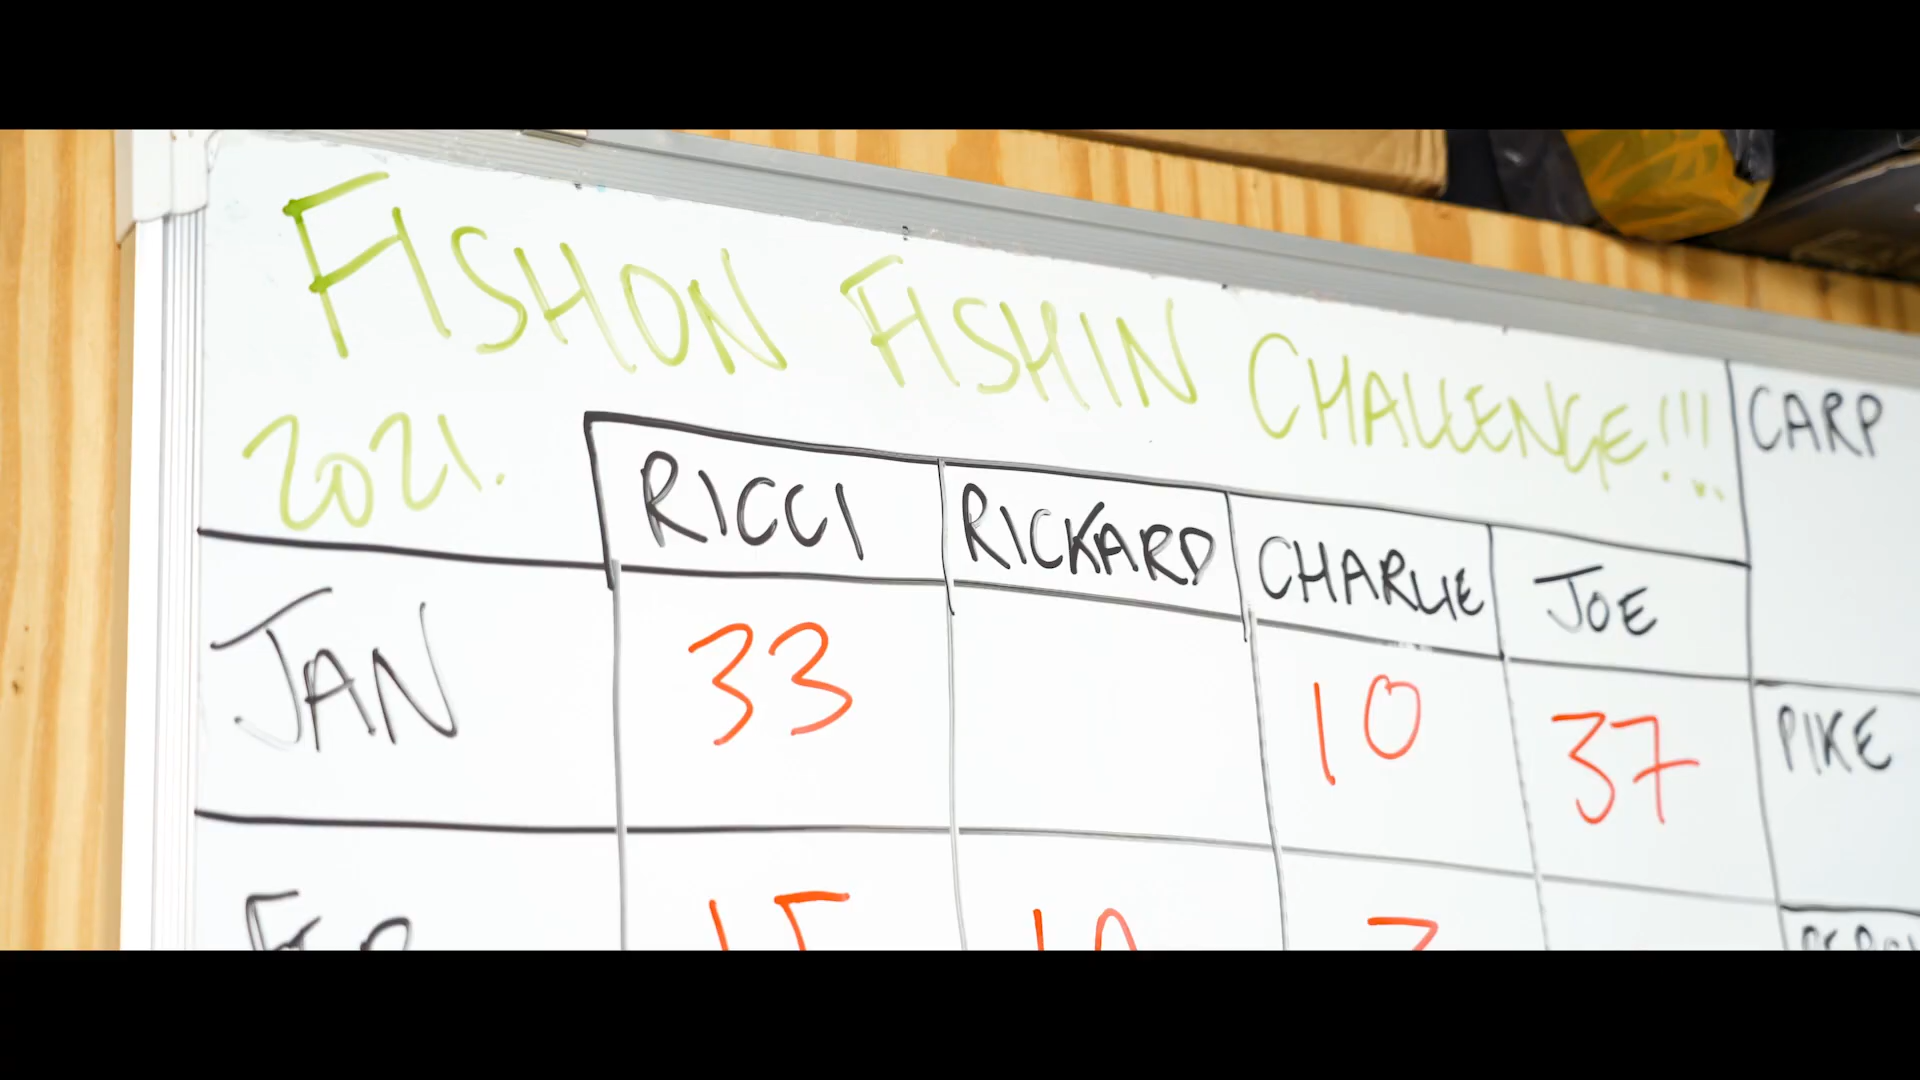 FISHON FISHIN CHALLENGE!!!
2021.
RICCI RICKARD CHARLIE JOE CARP
JAN 33 10 37 PIKE